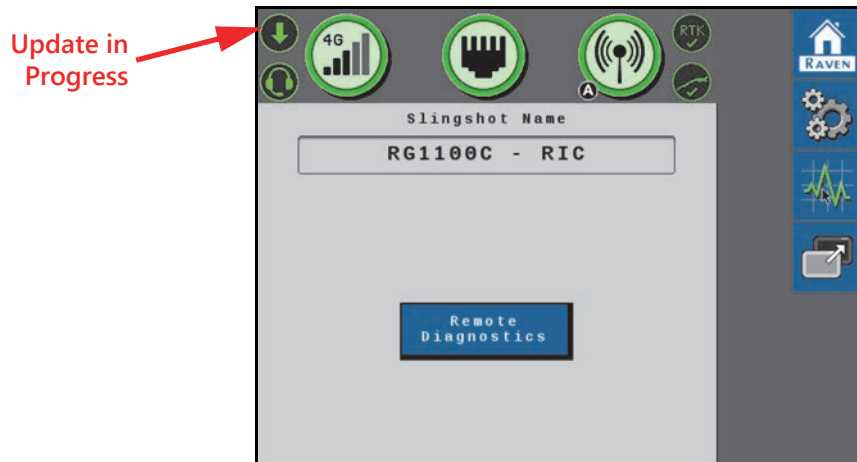 Update in
Progress
4G
RTK
A
RAVEN
Slingshot Name
RG1100C - RIC
Remote
Diagnostics